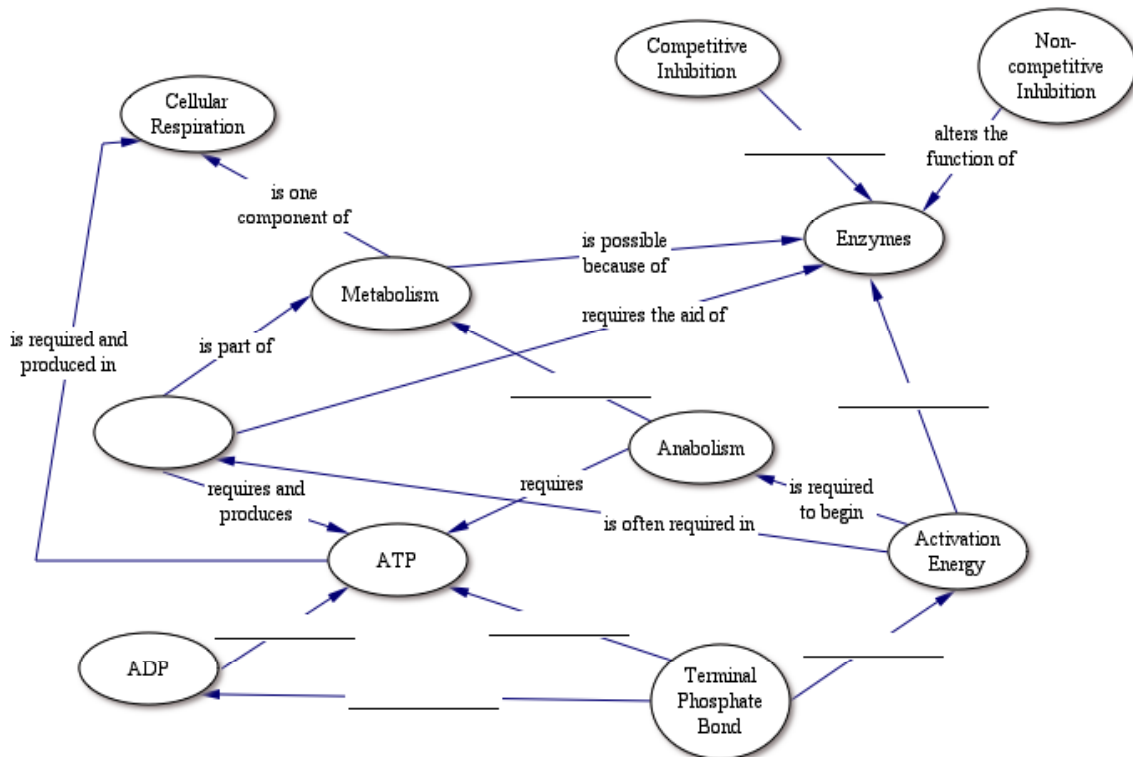 Competitive
Inhibition
Non-
competitive
Inhibition
Cellular
Respiration
alters the
function of
is one
component of
Enzymes
is possible
because of
Metabolism
requires the aid of
is required and
produced in
is part of
Anabolism
requires and
produces
requires
is required
to begin
is often required in
Activation
Energy
ATP
ADP
Terminal
Phosphate
Bond